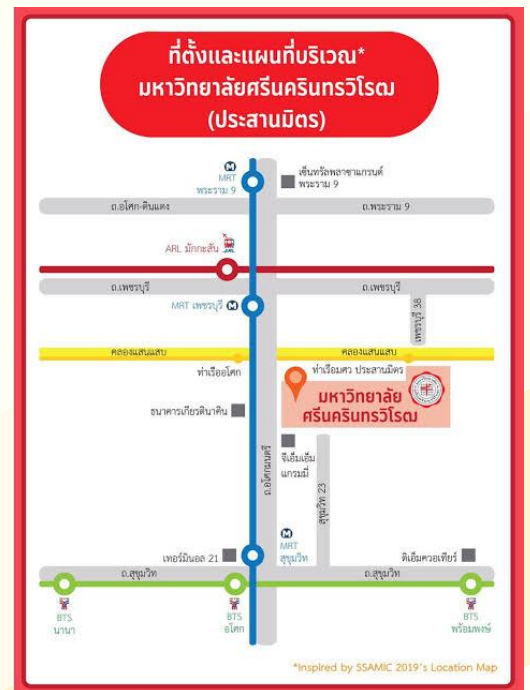 ที่ตั้งและแผนที่บริเวณ*
มหาวิทยาลัยศรีนครินทรวิโรฒ
(ประสานมิตร)
MRT
พระราม 9
เซ็นทรัลพลาซาแกรนด์
พระราม 9
ถ.อโศก-ดินแดง
ถ.พระราม 9
ARL มักกะสัน
ถ.เพชรบุรี
ถ.เพชรบุรี
MRT เพชรบุรี
เพชรบุรี 38
คลองแสนแสบ
คลองแสนแสบ
ท่าเรืออโศก
ท่าเรือมศว ประสานมิตร
มหาวิทยาลัย
ศรีนครินทรวิโรฒ
ธนาคารเกียรตินาคิน
ถ.อโศกมนตรี
จีเอ็มเอ็ม
แกรมมี่
สุขุมวิท 23
เทอร์มินอล 21
MRT
สุขุมวิท
ดิเอ็มควอเทียร์
ถ.สุขุมวิท
ถ.สุขุมวิท
BTS
นานา
BTS
อโศก
BTS
พร้อมพงษ์
*Inspired by SSAMIC 2019's Location Map